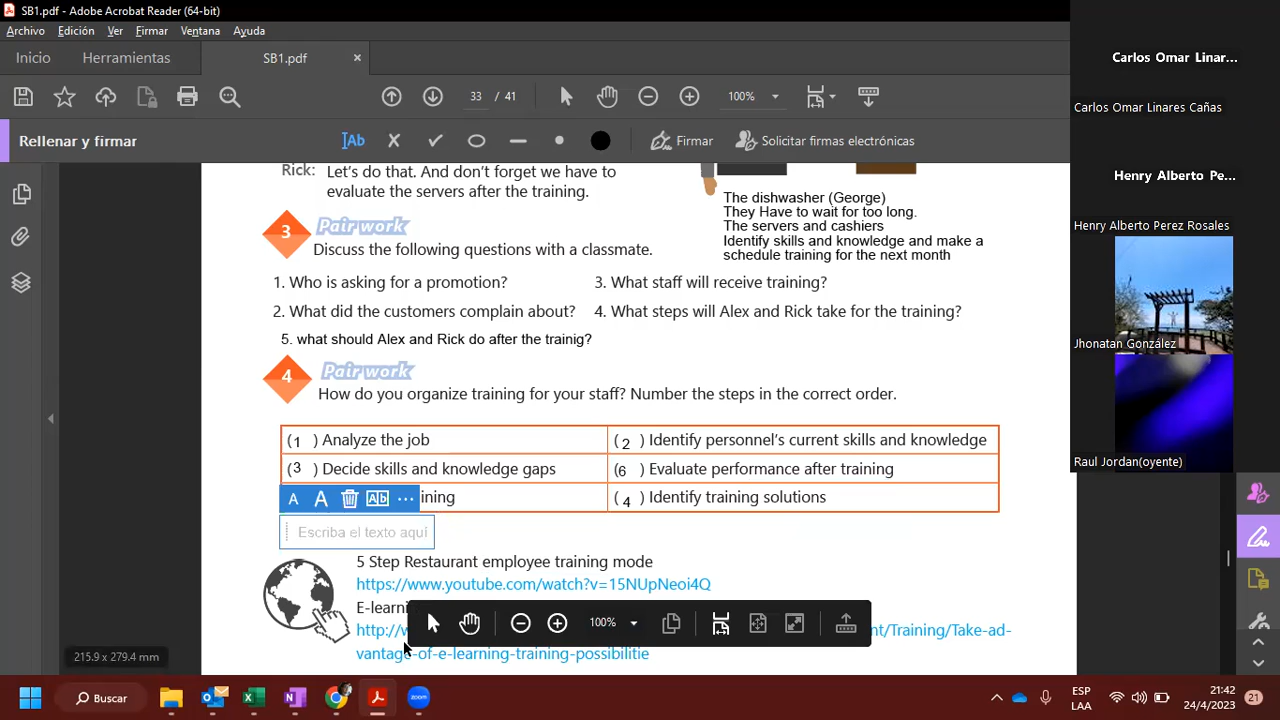 SB1.pdf - Adobe Acrobat Reader (64-bit)
Archivo Edición Ver Firmar Ventana Ayuda
Inicio Herramientas SB1.pdf ×
33 / 41 100%
Rellenar y firmar Ab Firmar Solicitar firmas electrónicas
Rick: Let's do that. And don't forget we have to
evaluate the servers after the training.
The dishwasher (George)
They Have to wait for too long.
The servers and cashiers
Identify skills and knowledge and make a
schedule training for the next month
3 Pair work
Discuss the following questions with a classmate.
1. Who is asking for a promotion? 3. What staff will receive training?
2. What did the customers complain about? 4. What steps will Alex and Rick take for the training?
5. what should Alex and Rick do after the trainig?
4 Pair work
How do you organize training for your staff? Number the steps in the correct order.
(1 ) Analyze the job (2 ) Identify personnel's current skills and knowledge
(3 ) Decide skills and knowledge gaps (6 ) Evaluate performance after training
A A Ab ... ining (4 ) Identify training solutions
Escriba el texto aquí
5 Step Restaurant employee training mode
https://www.youtube.com/watch?v=15NUpNeoi4Q
E-learni
http://w nt/Training/Take-ad-
vantage-of-e-learning-training-possibilitie
100%
215.9 x 279.4 mm
Carlos Omar Linar...
Carlos Omar Linares Cañas
Henry Alberto Pe...
Henry Alberto Perez Rosales
Jhonatan González
Raul Jordan(oyente)
Buscar
ESP
LAA
21:42
24/4/2023
21